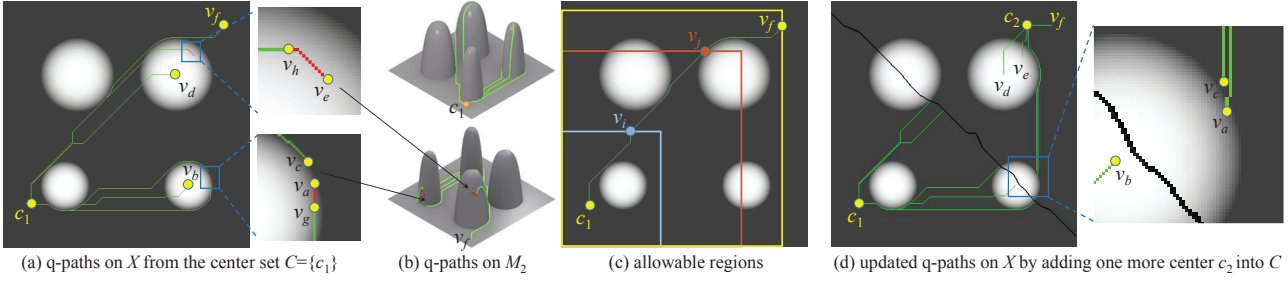 v_f
v_d
v_b
c_1
v_h
v_e
v_c
v_a
v_g
(a) q-paths on X from the center set C={c_1}
c_1
v_f
(b) q-paths on M_2
v_f
v_j
v_i
c_1
(c) allowable regions
c_2
v_f
v_e
v_d
c_1
v_c
v_a
v_b
(d) updated q-paths on X by adding one more center c_2 into C